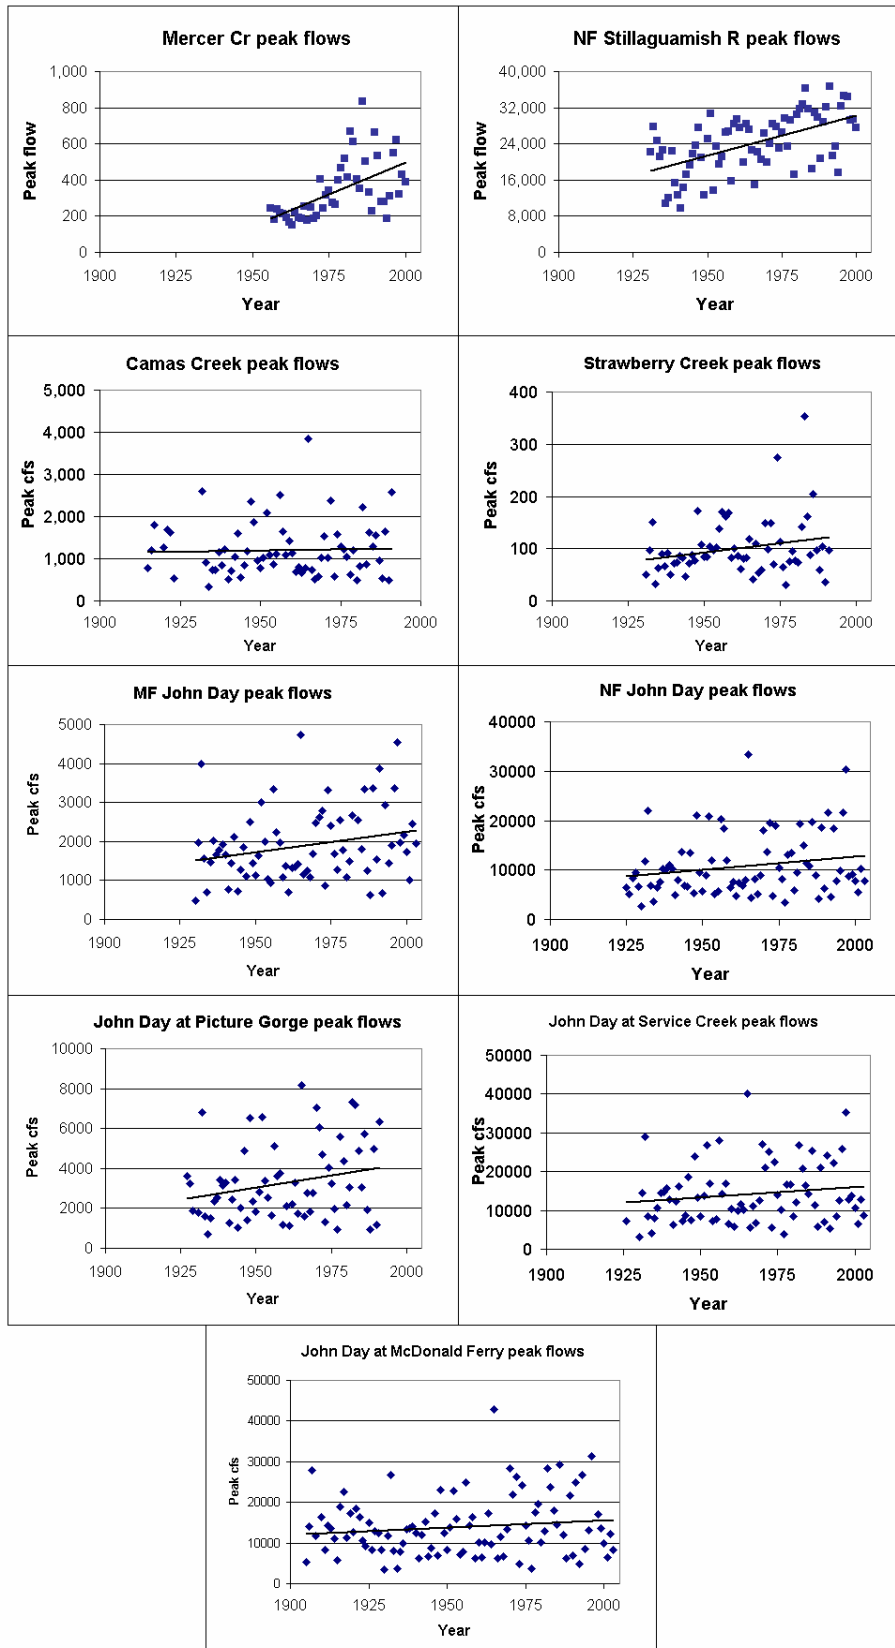 Mercer Cr peak flows
1,000
800
600
400
200
0
Peak flow
1900 1925 1950 1975 2000
Year
NF Stillaguamish R peak flows
40,000
32,000
24,000
16,000
8,000
0
Peak flow
1900 1925 1950 1975 2000
Year
Camas Creek peak flows
5,000
4,000
3,000
2,000
1,000
0
Peak cfs
1900 1925 1950 1975 2000
Year
Strawberry Creek peak flows
400
300
200
100
0
Peak cfs
1900 1925 1950 1975 2000
Year
MF John Day peak flows
5000
4000
3000
2000
1000
0
Peak cfs
1900 1925 1950 1975 2000
Year
NF John Day peak flows
40000
30000
20000
10000
0
Peak cfs
1900 1925 1950 1975 2000
Year
John Day at Picture Gorge peak flows
10000
8000
6000
4000
2000
0
Peak cfs
1900 1925 1950 1975 2000
Year
John Day at Service Creek peak flows
50000
40000
30000
20000
10000
0
Peak cfs
1900 1925 1950 1975 2000
Year
John Day at McDonald Ferry peak flows
50000
40000
30000
20000
10000
0
Peak cfs
1900 1925 1950 1975 2000
Year